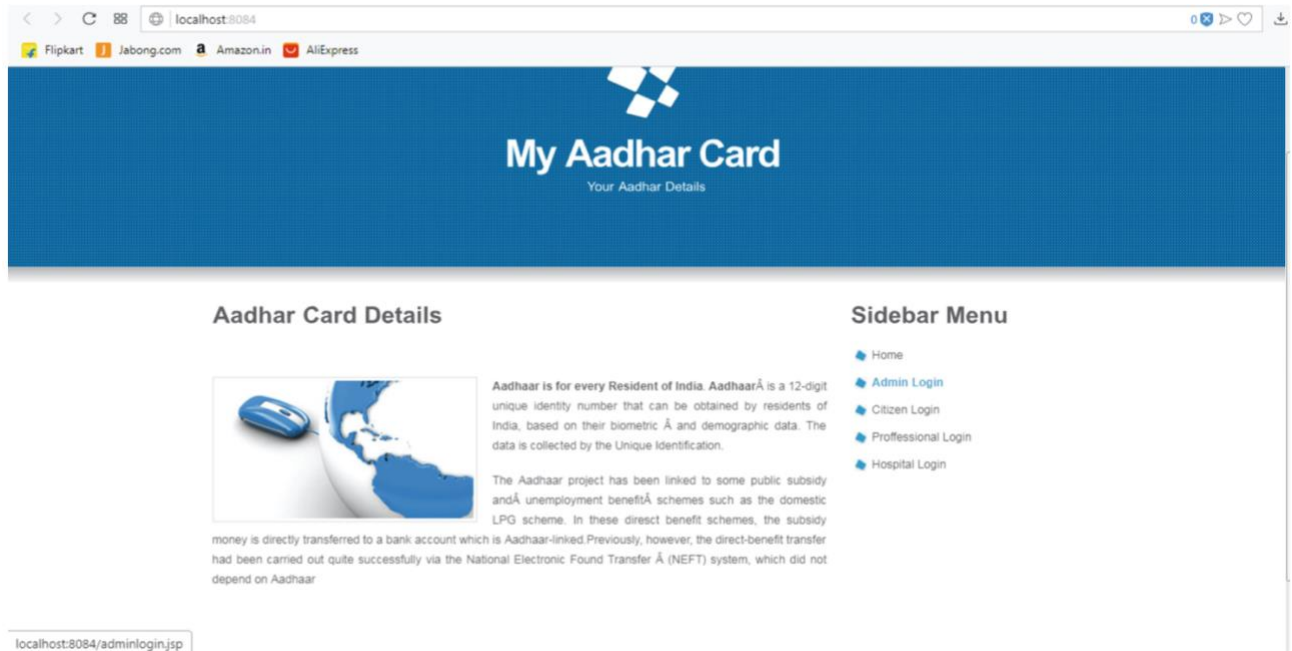 localhost:8084
0
Flipkart Jabong.com Amazon.in AliExpress
My Aadhar Card
Your Aadhar Details
Aadhar Card Details
Aadhaar is for every Resident of India. AadhaarÂ is a 12-digit
unique identity number that can be obtained by residents of
India, based on their biometric Â and demographic data. The
data is collected by the Unique Identification.
The Aadhaar project has been linked to some public subsidy
andÂ unemployment benefitÂ schemes such as the domestic
LPG scheme. In these diresct benefit schemes, the subsidy
money is directly transferred to a bank account which is Aadhaar-linked.Previously, however, the direct-benefit transfer
had been carried out quite successfully via the National Electronic Found Transfer Â (NEFT) system, which did not
depend on Aadhaar
Sidebar Menu
Home
Admin Login
Citizen Login
Proffessional Login
Hospital Login
localhost:8084/adminlogin.jsp